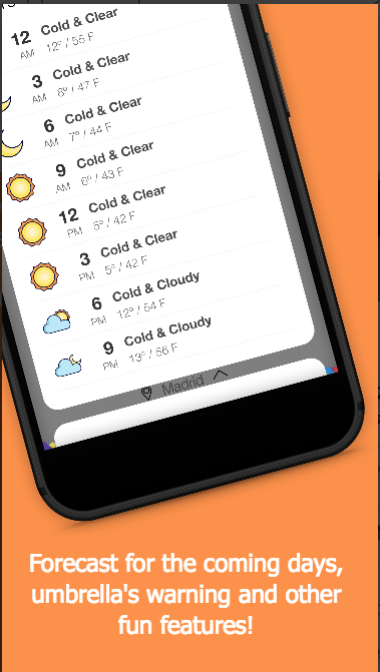 12 Cold & Clear
AM 12° / 55 F
3 Cold & Clear
AM 8° / 47 F
6 Cold & Clear
AM 7° / 44 F
9 Cold & Clear
AM 6° / 43 F
12 Cold & Clear
PM 5° / 42 F
3 Cold & Clear
PM 5° / 42 F
6 Cold & Cloudy
PM 12° / 54 F
9 Cold & Cloudy
PM 13° / 56 F
Madrid
Forecast for the coming days,
umbrella's warning and other
fun features!